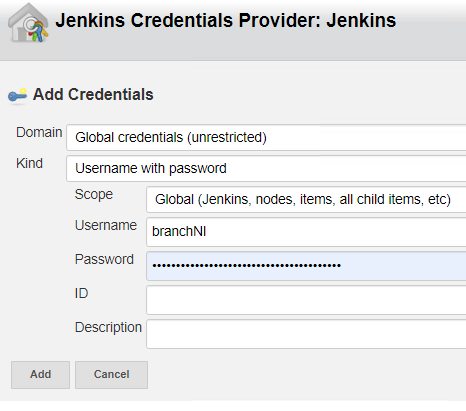 Jenkins Credentials Provider: Jenkins
Add Credentials
Domain Global credentials (unrestricted)
Kind Username with password
Scope Global (Jenkins, nodes, items, all child items, etc)
Username branchNI
Password ••••••••••••••••••••••••••••••••••••••••
ID
Description
Add Cancel